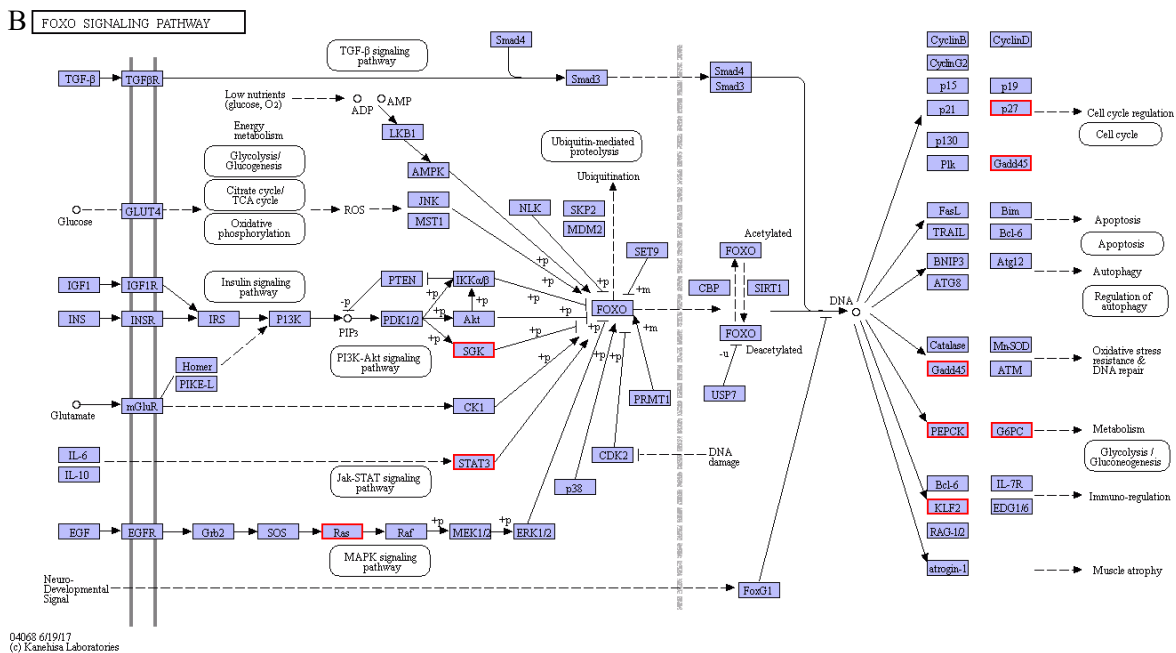 B
FOXO SIGNALING PATHWAY
TGF-β signaling
pathway
Smad4
TGF-β
TGFβR
Smad3
Smad4
Smad3
CyclinB
CyclinD
CyclinG2
p15
p19
p21
p27
p130
Plk
Gadd45
Cell cycle regulation
Cell cycle
Low nutrients
(glucose, O2)
ADP
AMP
LKB1
AMPK
Energy
metabolism
Glycolysis/
Glucogenesis
Citrate cycle/
TCA cycle
Oxidative
phosphorylation
Glucose
GLUT4
ROS
JNK
MST1
NLK
Ubiquitin-mediated
proteolysis
Ubiquitination
SKP2
MDM2
SET9
+p
+p
+m
Acetylated
FOXO
CBP
SIRT1
FOXO
Deacetylated
-u
USP7
DNA
FasL
Bim
TRAIL
Bcl-6
Apoptosis
Apoptosis
BNIP3
Atg12
ATG8
Autophagy
Regulation of
autophagy
IGF1
IGF1R
Insulin signaling
pathway
INS
INSR
IRS
P13K
PTEN
-p
PIP3
PDK1/2
+p
+p
+p
IKKα/β
Akt
SGK
+p
+p
+p
+p
FOXO
+p
+p
+m
PI3K-Akt signaling
pathway
Homer
PIKE-L
Glutamate
mGluR
CK1
PRMT1
Catalase
Mn-SOD
Gadd45
ATM
Oxidative stress
resistance &
DNA repair
PEPCK
G6PC
Metabolism
Glycolysis /
Gluconeogenesis
IL-6
IL-10
STAT3
Jak-STAT signaling
pathway
CDK2
DNA
damage
p38
Bcl-6
IL-7R
KLF2
EDG1/6
RAG-1/2
Immuno-regulation
EGF
EGFR
Grb2
SOS
Ras
Raf
+p
MEK1/2
+p
ERK1/2
MAPK signaling
pathway
atrogin-1
Muscle atrophy
Neuro-
Developmental
Signal
FoxG1
04068 6/19/17
(c) Kanehisa Laboratories